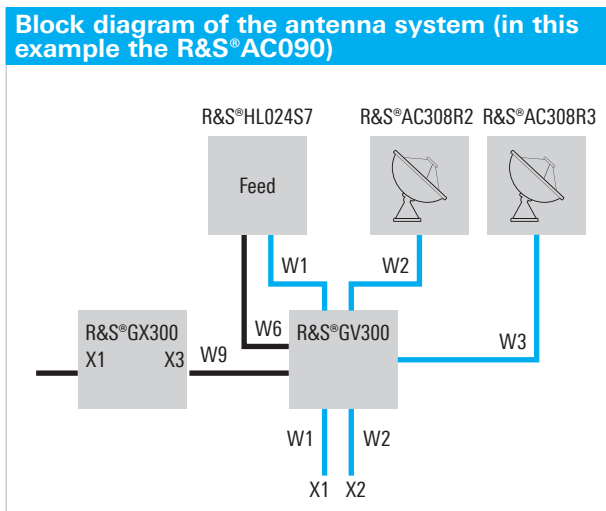 Block diagram of the antenna system (in this
example the R&S®AC090)
R&S®HL024S7
R&S®AC308R2
R&S®AC308R3
Feed
W1
W2
W6
W3
R&S®GX300
X1
X3
W9
R&S®GV300
W1
W2
X1
X2